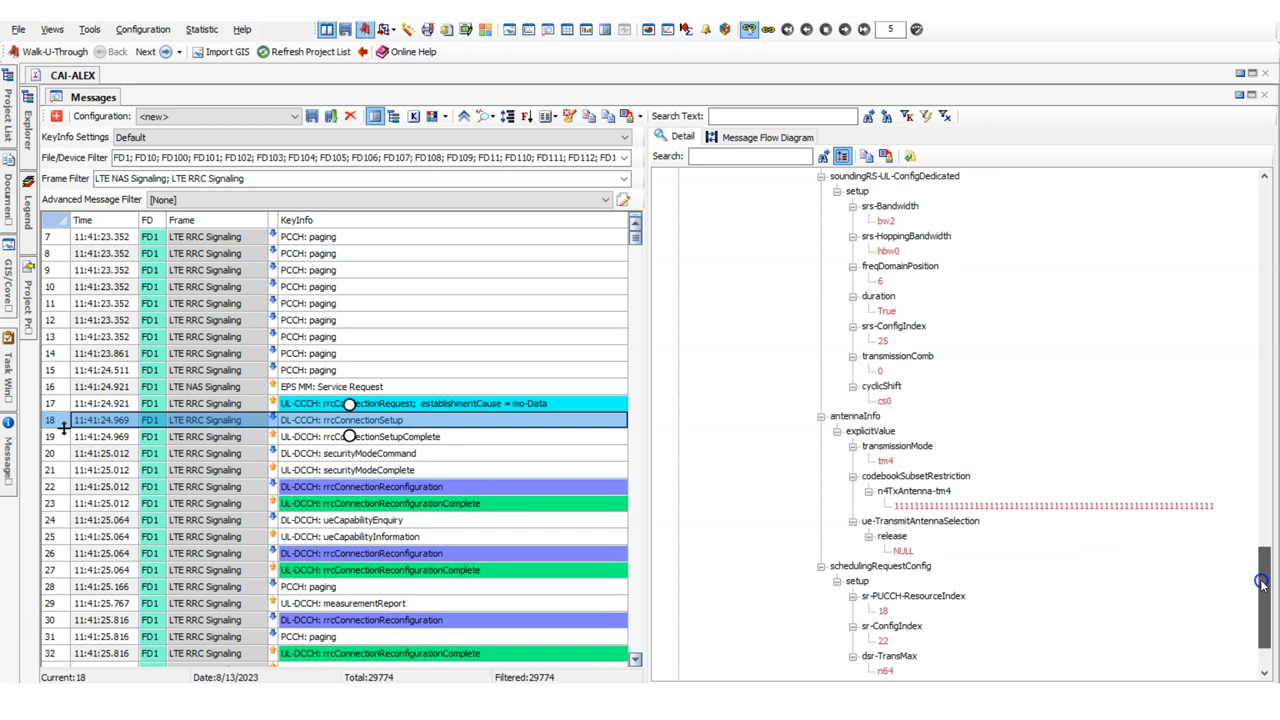 File Views Tools Configuration Statistic Help 5
Walk-U-Through Back Next Import GIS Refresh Project List Online Help
CAI-ALEX
Messages
Configuration: <new> Search Text:
KeyInfo Settings Default Detail Message Flow Diagram
File/Device Filter FD1; FD10; FD100; FD101; FD102; FD103; FD104; FD105; FD106; FD107; FD108; FD109; FD11; FD110; FD111; FD112; FD1 Search:
Frame Filter LTE NAS Signaling; LTE RRC Signaling
Advanced Message Filter [None]
Time FD Frame KeyInfo
7 11:41:23.352 FD1 LTE RRC Signaling PCCH: paging
8 11:41:23.352 FD1 LTE RRC Signaling PCCH: paging
9 11:41:23.352 FD1 LTE RRC Signaling PCCH: paging
10 11:41:23.352 FD1 LTE RRC Signaling PCCH: paging
11 11:41:23.352 FD1 LTE RRC Signaling PCCH: paging
12 11:41:23.352 FD1 LTE RRC Signaling PCCH: paging
13 11:41:23.352 FD1 LTE RRC Signaling PCCH: paging
14 11:41:23.861 FD1 LTE RRC Signaling PCCH: paging
15 11:41:24.511 FD1 LTE RRC Signaling PCCH: paging
16 11:41:24.921 FD1 LTE NAS Signaling EPS MM: Service Request
17 11:41:24.921 FD1 LTE RRC Signaling UL-CCCH: rrcConnectionRequest; establishmentCause = mo-Data
18 11:41:24.969 FD1 LTE RRC Signaling DL-CCCH: rrcConnectionSetup
19 11:41:24.969 FD1 LTE RRC Signaling UL-DCCH: rrcConnectionSetupComplete
20 11:41:25.012 FD1 LTE RRC Signaling DL-DCCH: securityModeCommand
21 11:41:25.012 FD1 LTE RRC Signaling UL-DCCH: securityModeComplete
22 11:41:25.012 FD1 LTE RRC Signaling DL-DCCH: rrcConnectionReconfiguration
23 11:41:25.012 FD1 LTE RRC Signaling UL-DCCH: rrcConnectionReconfigurationComplete
24 11:41:25.064 FD1 LTE RRC Signaling DL-DCCH: ueCapabilityEnquiry
25 11:41:25.064 FD1 LTE RRC Signaling UL-DCCH: ueCapabilityInformation
26 11:41:25.064 FD1 LTE RRC Signaling DL-DCCH: rrcConnectionReconfiguration
27 11:41:25.064 FD1 LTE RRC Signaling UL-DCCH: rrcConnectionReconfigurationComplete
28 11:41:25.166 FD1 LTE RRC Signaling PCCH: paging
29 11:41:25.767 FD1 LTE RRC Signaling UL-DCCH: measurementReport
30 11:41:25.816 FD1 LTE RRC Signaling DL-DCCH: rrcConnectionReconfiguration
31 11:41:25.816 FD1 LTE RRC Signaling PCCH: paging
32 11:41:25.816 FD1 LTE RRC Signaling UL-DCCH: rrcConnectionReconfigurationComplete
Current:18 Date:8/13/2023 Total:29774 Filtered:29774
soundingRS-UL-ConfigDedicated
setup
srs-Bandwidth
bw2
srs-HoppingBandwidth
hbw0
freqDomainPosition
6
duration
True
srs-ConfigIndex
25
transmissionComb
0
cyclicShift
cs0
antennaInfo
explicitValue
transmissionMode
tm4
codebookSubsetRestriction
n4TxAntenna-tm4
1111111111111111111111111111111111111111111111111111111111111111
ue-TransmitAntennaSelection
release
NULL
schedulingRequestConfig
setup
sr-PUCCH-ResourceIndex
18
sr-ConfigIndex
22
dsr-TransMax
n64
Project List
Document
GIS/Cove
Task Win
Message
Explorer
Legend
Project Pr